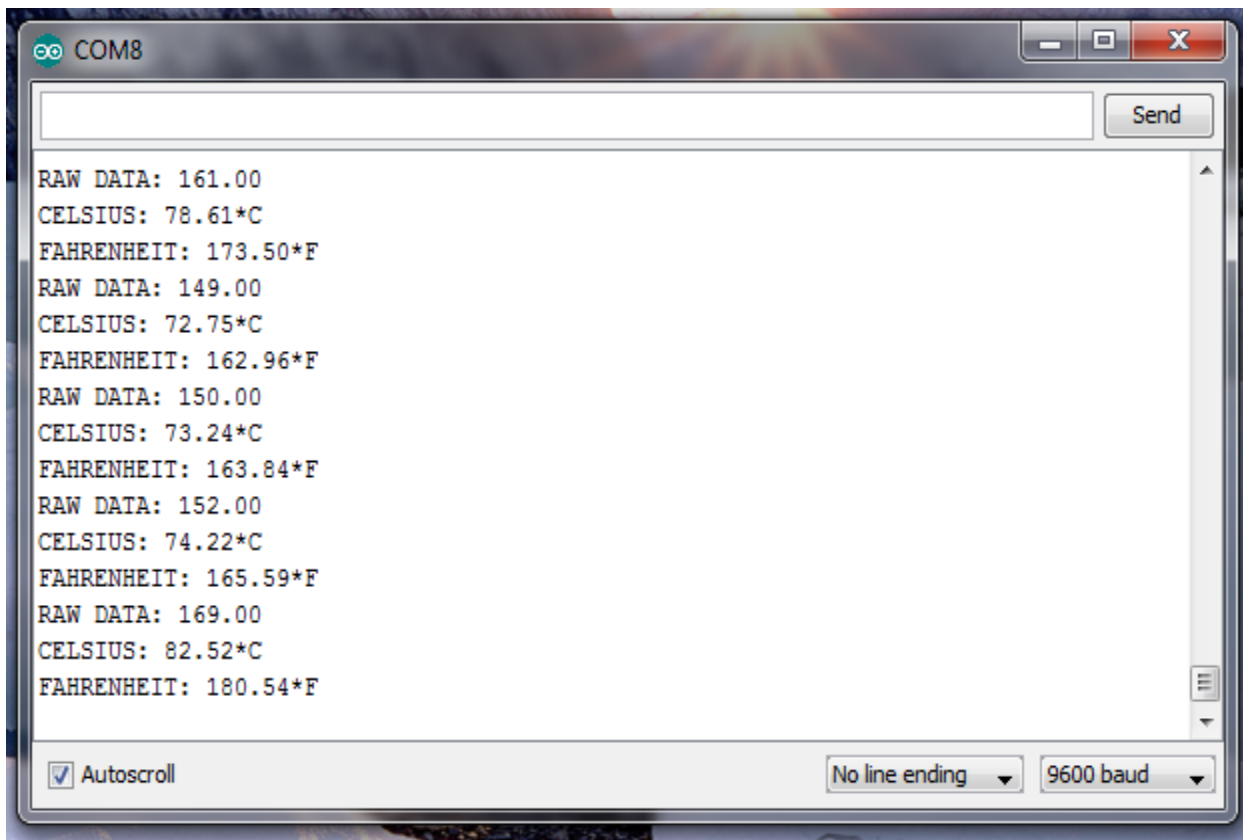 COM8
Send
RAW DATA: 161.00
CELSIUS: 78.61*C
FAHRENHEIT: 173.50*F
RAW DATA: 149.00
CELSIUS: 72.75*C
FAHRENHEIT: 162.96*F
RAW DATA: 150.00
CELSIUS: 73.24*C
FAHRENHEIT: 163.84*F
RAW DATA: 152.00
CELSIUS: 74.22*C
FAHRENHEIT: 165.59*F
RAW DATA: 169.00
CELSIUS: 82.52*C
FAHRENHEIT: 180.54*F
Autoscroll No line ending 9600 baud